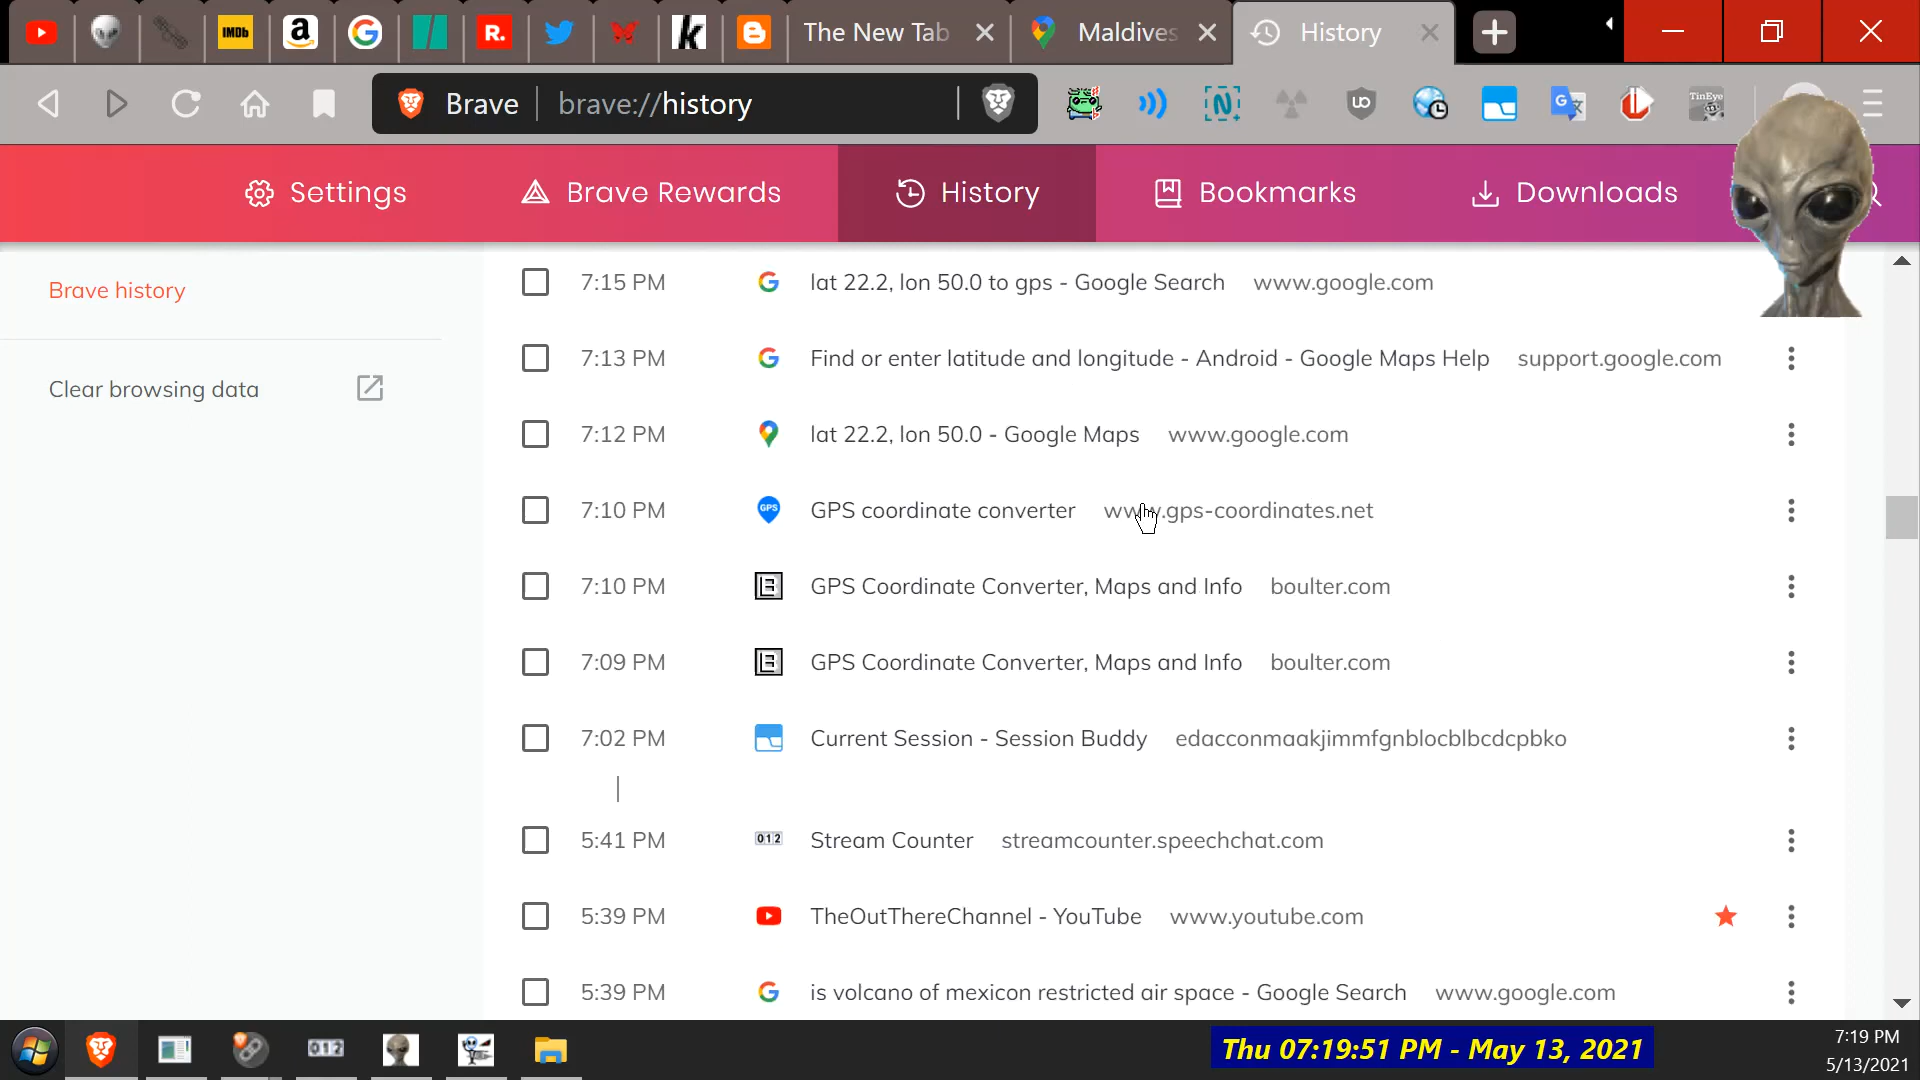 IMDb
a
G
R.
k
The New Tab
Maldives
History
Brave
brave://history
N
UO
G
TinEye
Settings
Brave Rewards
History
Bookmarks
Downloads
Brave history
Clear browsing data
7:15 PM lat 22.2, lon 50.0 to gps - Google Search www.google.com
7:13 PM Find or enter latitude and longitude - Android - Google Maps Help support.google.com
7:12 PM lat 22.2, lon 50.0 - Google Maps www.google.com
7:10 PM GPS GPS coordinate converter www.gps-coordinates.net
7:10 PM GPS Coordinate Converter, Maps and Info boulter.com
7:09 PM GPS Coordinate Converter, Maps and Info boulter.com
7:02 PM Current Session - Session Buddy edacconmaakjimmfgnblocblbcdcpbko
5:41 PM 012 Stream Counter streamcounter.speechchat.com
5:39 PM TheOutThereChannel - YouTube www.youtube.com
5:39 PM is volcano of mexicon restricted air space - Google Search www.google.com
012
Thu 07:19:51 PM - May 13, 2021
7:19 PM
5/13/2021